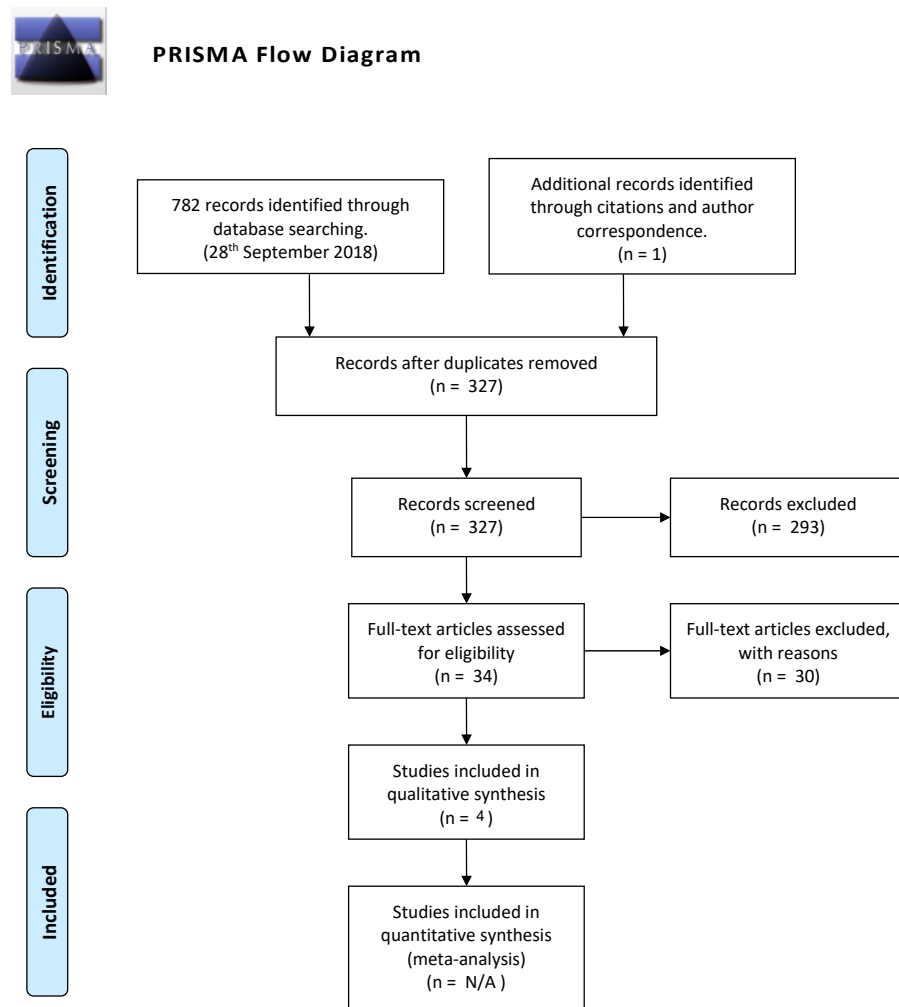 PRISMA
PRISMA Flow Diagram
Identification
782 records identified through
database searching.
(28th September 2018)
Additional records identified
through citations and author
correspondence.
(n = 1)
Records after duplicates removed
(n = 327)
Screening
Records screened
(n = 327)
Records excluded
(n = 293)
Eligibility
Full-text articles assessed
for eligibility
(n = 34)
Full-text articles excluded,
with reasons
(n = 30)
Studies included in
qualitative synthesis
(n = 4 )
Included
Studies included in
quantitative synthesis
(meta-analysis)
(n = N/A )